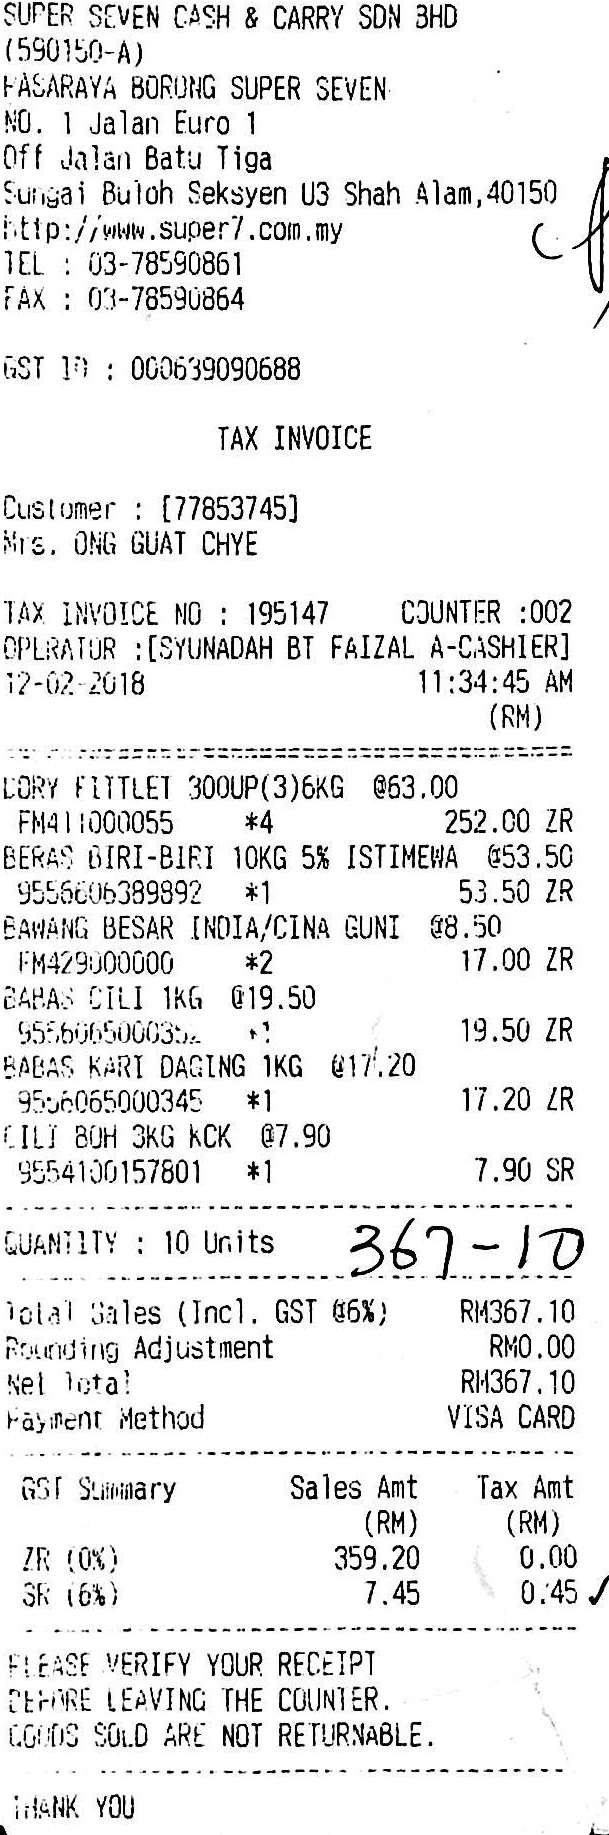 SUPER SEVEN CASH & CARRY SDN BHD
(590150-A)
PASARAYA BORONG SUPER SEVEN
NO. 1 Jalan Euro 1
Off Jalan Batu Tiga
Sungai Buloh Seksyen U3 Shah Alam,40150
http://www.super7.com.my
TEL : 03-78590861
FAX : 03-78590864
GST ID : 000639090688
TAX INVOICE
Customer : [77853745]
Mrs. ONG GUAT CHYE
TAX INVOICE NO : 195147 COUNTER :002
OPERATOR :[SYUNADAH BT FAIZAL A-CASHIER]
12-02-2018 11:34:45 AM
(RM)
DORY FITTLET 300UP(3)6KG @63.00
FM411000055 *4 252.00 ZR
BERAS BIRI-BIRI 10KG 5% ISTIMEWA @53.50
9556606389892 *1 53.50 ZR
BAWANG BESAR INDIA/CINA GUNI @8.50
FM429000000 *2 17.00 ZR
BABAS CILI 1KG @19.50
9556065000352 *1 19.50 ZR
BABAS KARI DAGING 1KG @17.20
9556065000345 *1 17.20 ZR
CILI BOH 3KG KCK @7.90
9554100157801 *1 7.90 SR
QUANTITY : 10 Units 367-10
Total Sales (Incl. GST @6%) RM367.10
Rounding Adjustment RM0.00
Net Total RM367.10
Payment Method VISA CARD
GST Summary Sales Amt Tax Amt
(RM) (RM)
ZR (0%) 359.20 0.00
SR (6%) 7.45 0.45
PLEASE VERIFY YOUR RECEIPT
BEFORE LEAVING THE COUNTER.
GOODS SOLD ARE NOT RETURNABLE.
THANK YOU